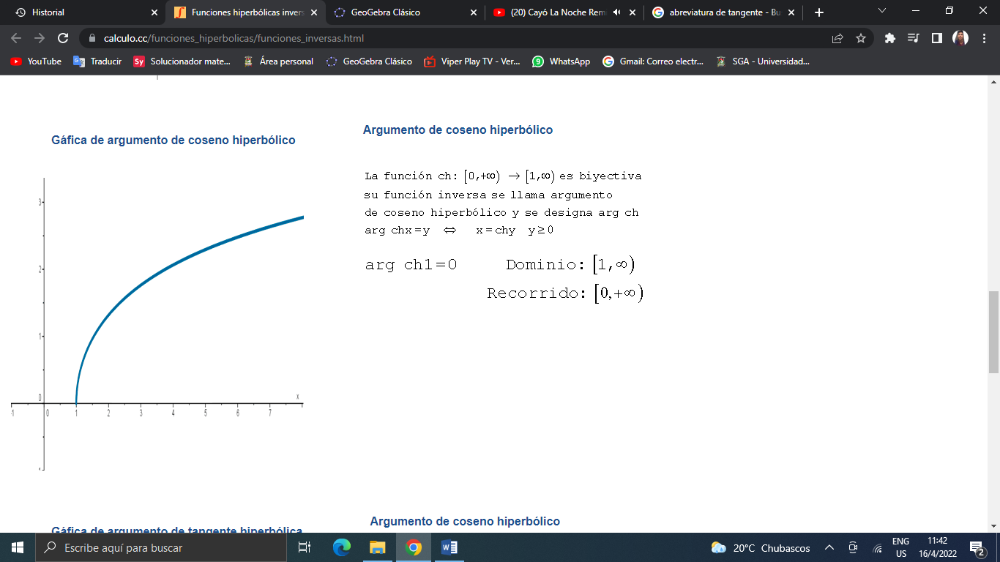 Historial
Funciones hiperbólicas invers
GeoGebra Clásico
(20) Cayó La Noche Rem
abreviatura de tangente - Bu
calculo.cc/funciones_hiperbolicas/funciones_inversas.html
YouTube
Traducir
Sy
Solucionador mate...
Área personal
GeoGebra Clásico
Viper Play TV - Ver...
9
WhatsApp
Gmail: Correo electr...
SGA - Universidad...
Gáfica de argumento de coseno hiperbólico
3
2
1
0
x
-1 0 1 2 3 4 5 6 7
Argumento de coseno hiperbólico
La función ch: [0,+∞) → [1,∞) es biyectiva
su función inversa se llama argumento
de coseno hiperbólico y se designa arg ch
arg chx=y ⇔ x=chy y≥0
arg ch1=0 Dominio: [1,∞)
Recorrido: [0,+∞)
Gáfica de argumento de tangente hiperbólica
Argumento de coseno hiperbólico
Escribe aquí para buscar
20°C Chubascos
ENG
US
11:42
16/4/2022
2